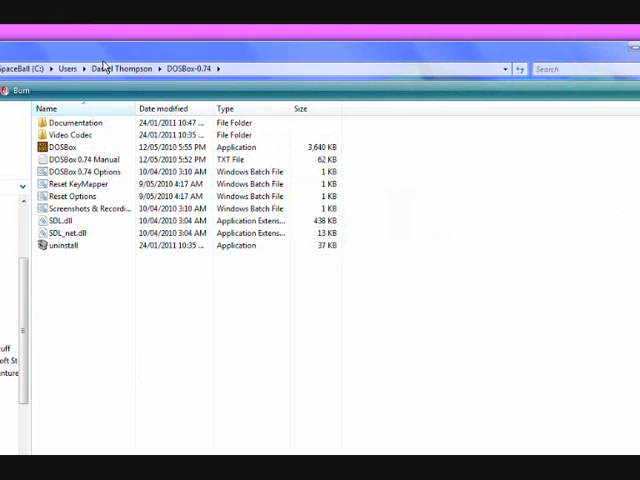 SpaceBall (C:) ▸ Users ▸ Thompson ▸ DOSBox-0.74 ▸ Search
Burn
Name Date modified Type Size
Documentation 24/01/2011 10:47 ... File Folder
Video Codec 24/01/2011 10:35 ... File Folder
DOSBox 12/05/2010 5:55 PM Application 3,640 KB
DOSBox 0.74 Manual 12/05/2010 5:52 PM TXT File 62 KB
DOSBox 0.74 Options 10/04/2010 3:10 AM Windows Batch File 1 KB
Reset KeyMapper 9/05/2010 4:17 AM Windows Batch File 1 KB
Reset Options 9/05/2010 4:17 AM Windows Batch File 1 KB
Screenshots & Recordi... 10/04/2010 3:10 AM Windows Batch File 1 KB
SDL.dll 10/04/2010 3:04 AM Application Extens... 438 KB
SDL_net.dll 10/04/2010 3:04 AM Application Extens... 13 KB
uninstall 24/01/2011 10:35 ... Application 37 KB
uff
oft St
enture